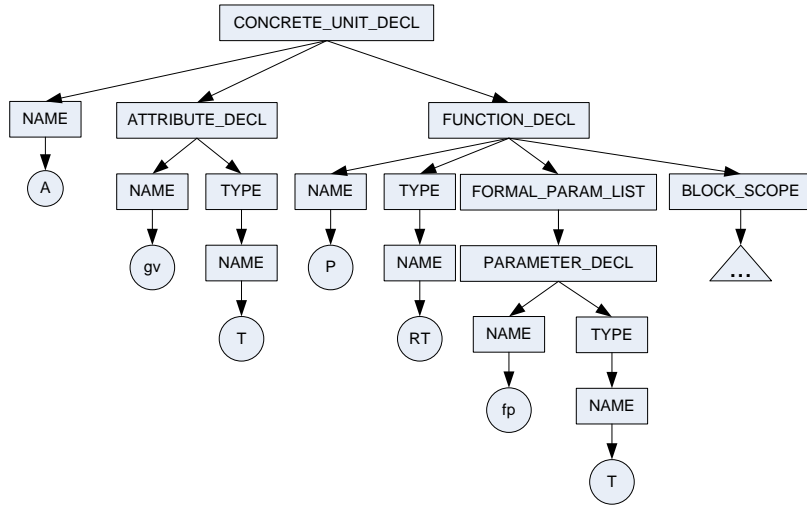 CONCRETE_UNIT_DECL
NAME ATTRIBUTE_DECL FUNCTION_DECL
A NAME TYPE NAME TYPE FORMAL_PARAM_LIST BLOCK_SCOPE
gv NAME P NAME PARAMETER_DECL ...
T RT NAME TYPE
fp NAME
T